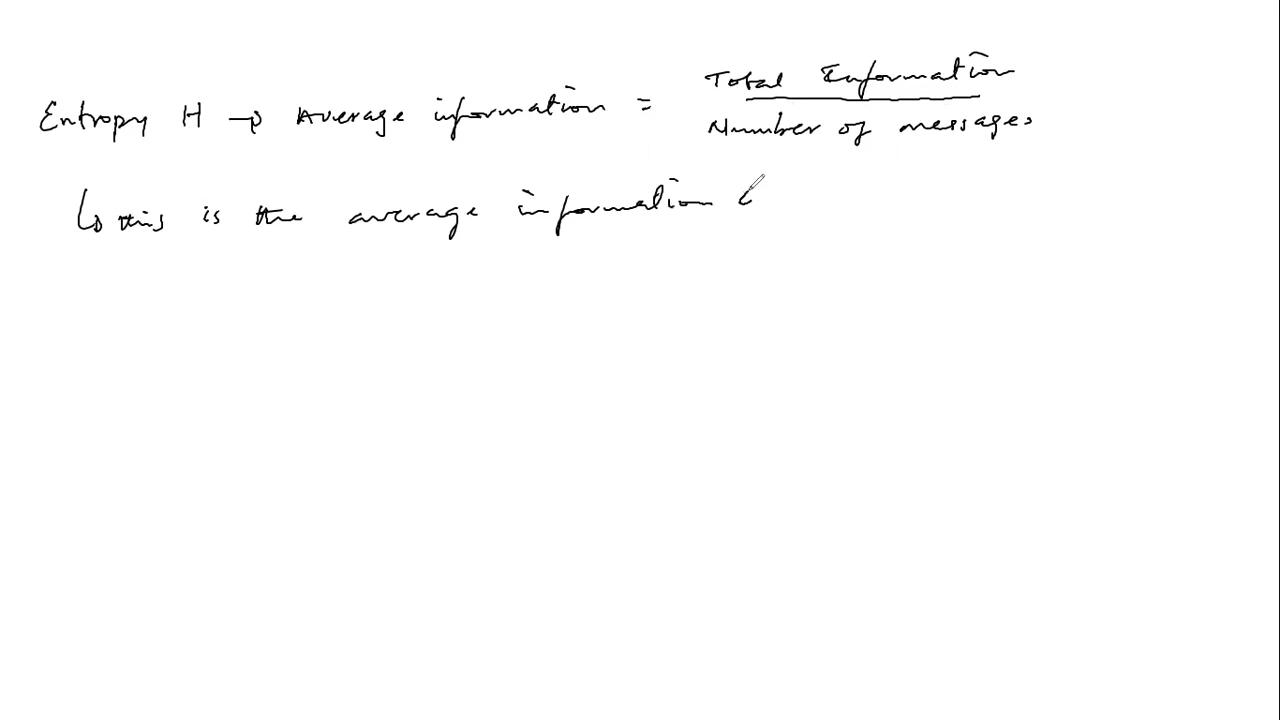 Entropy H → Average information = Total Information
Number of messages
↳ this is the average information